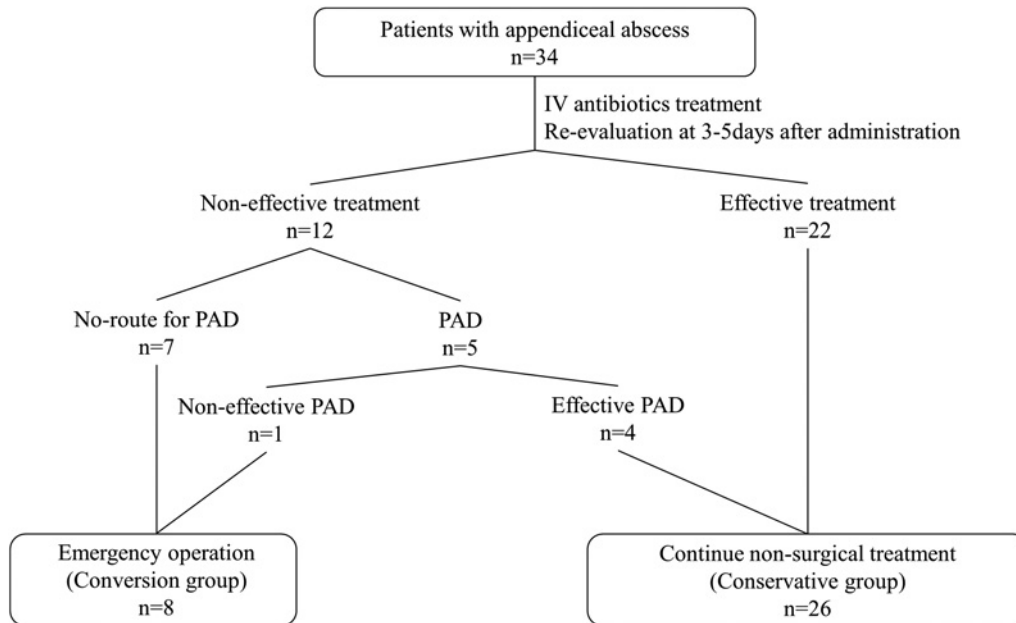 Patients with appendiceal abscess
n=34
IV antibiotics treatment
Re-evaluation at 3-5days after administration
Non-effective treatment
n=12
Effective treatment
n=22
No-route for PAD
n=7
PAD
n=5
Non-effective PAD
n=1
Effective PAD
n=4
Emergency operation
(Conversion group)
n=8
Continue non-surgical treatment
(Conservative group)
n=26